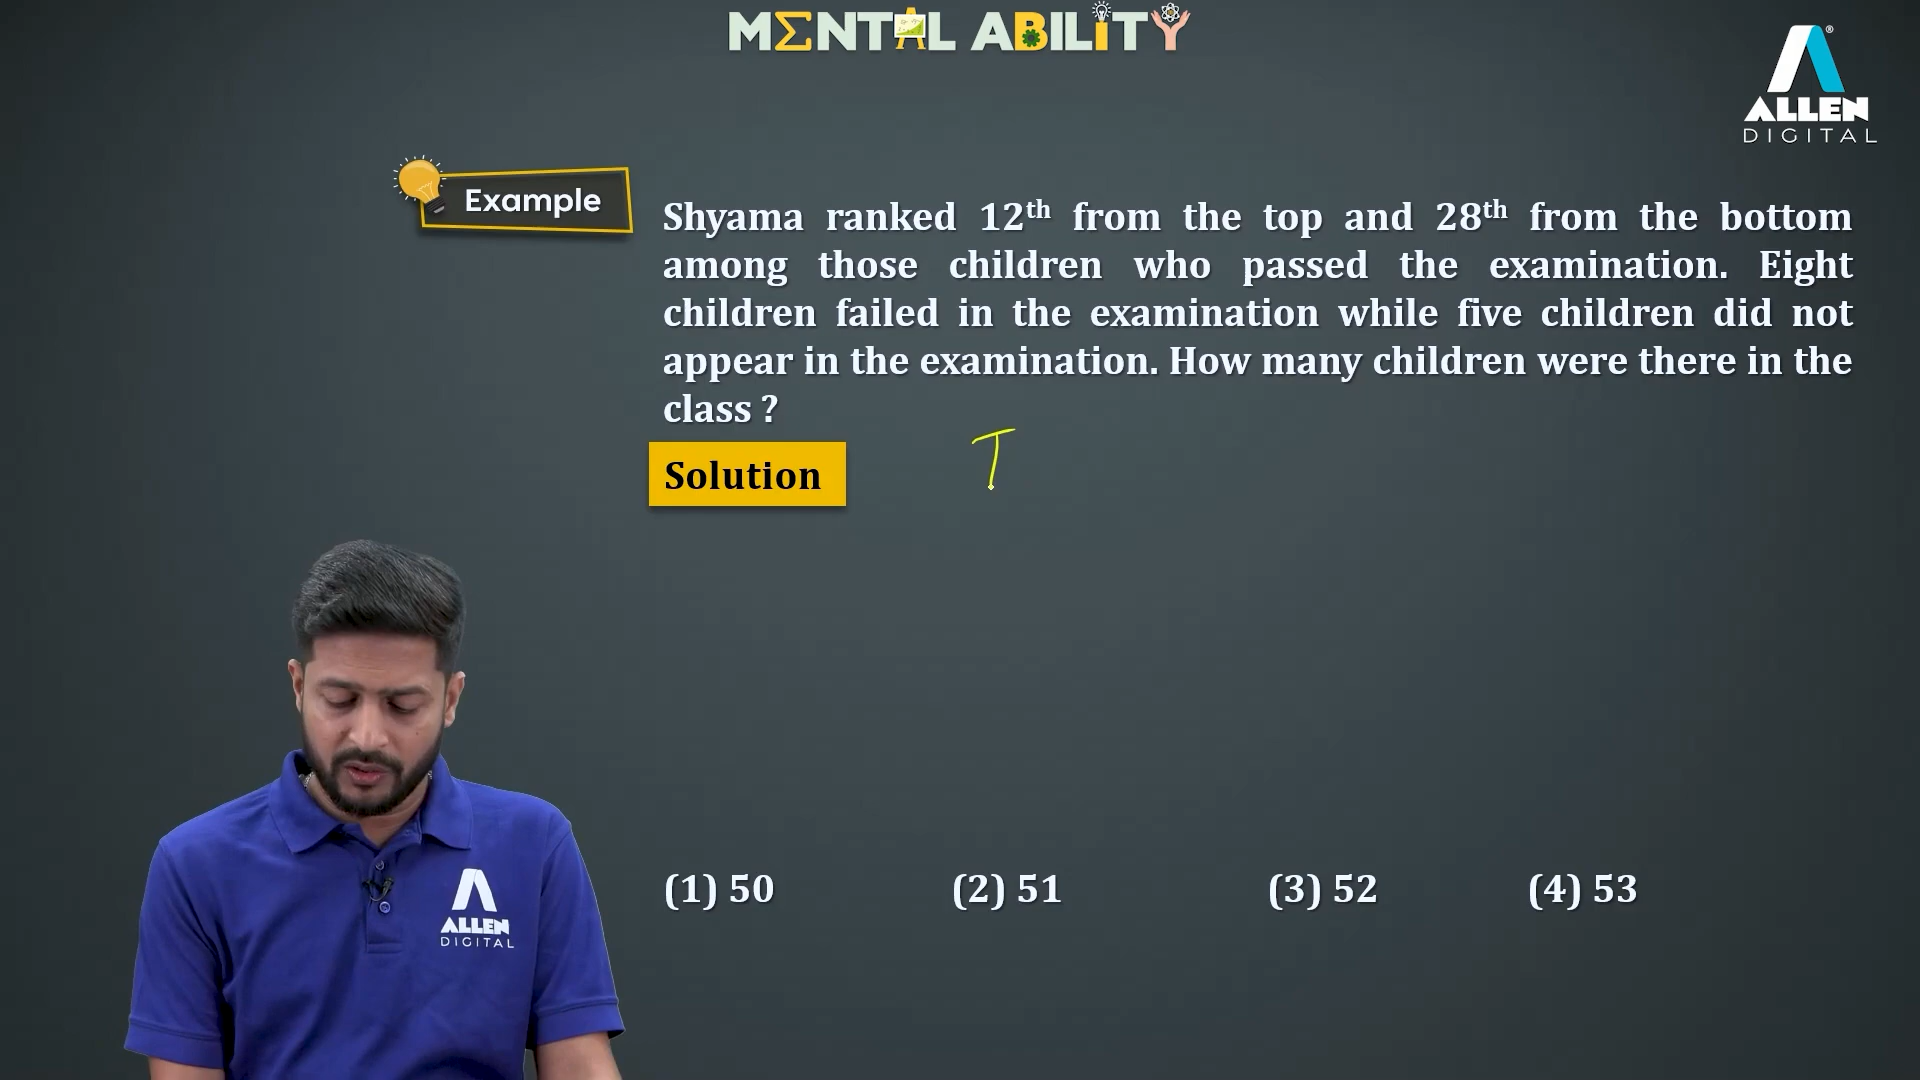 MΣNTAL ABILITY
ALLEN
DIGITAL
Example
Shyama ranked 12th from the top and 28th from the bottom
among those children who passed the examination. Eight
children failed in the examination while five children did not
appear in the examination. How many children were there in the
class ?
Solution
T
(1) 50 (2) 51 (3) 52 (4) 53
ALLEN
DIGITAL